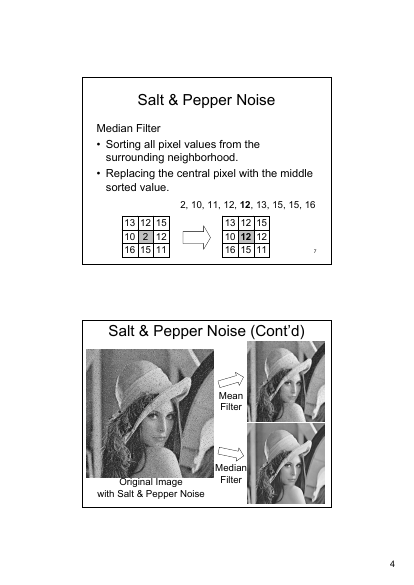 Salt & Pepper Noise
Median Filter
• Sorting all pixel values from the
surrounding neighborhood.
• Replacing the central pixel with the middle
sorted value.
2, 10, 11, 12, 12, 13, 15, 15, 16
13 12 15
10 2 12
16 15 11
13 12 15
10 12 12
16 15 11
7
Salt & Pepper Noise (Cont'd)
Mean
Filter
Median
Filter
Original Image
with Salt & Pepper Noise
4